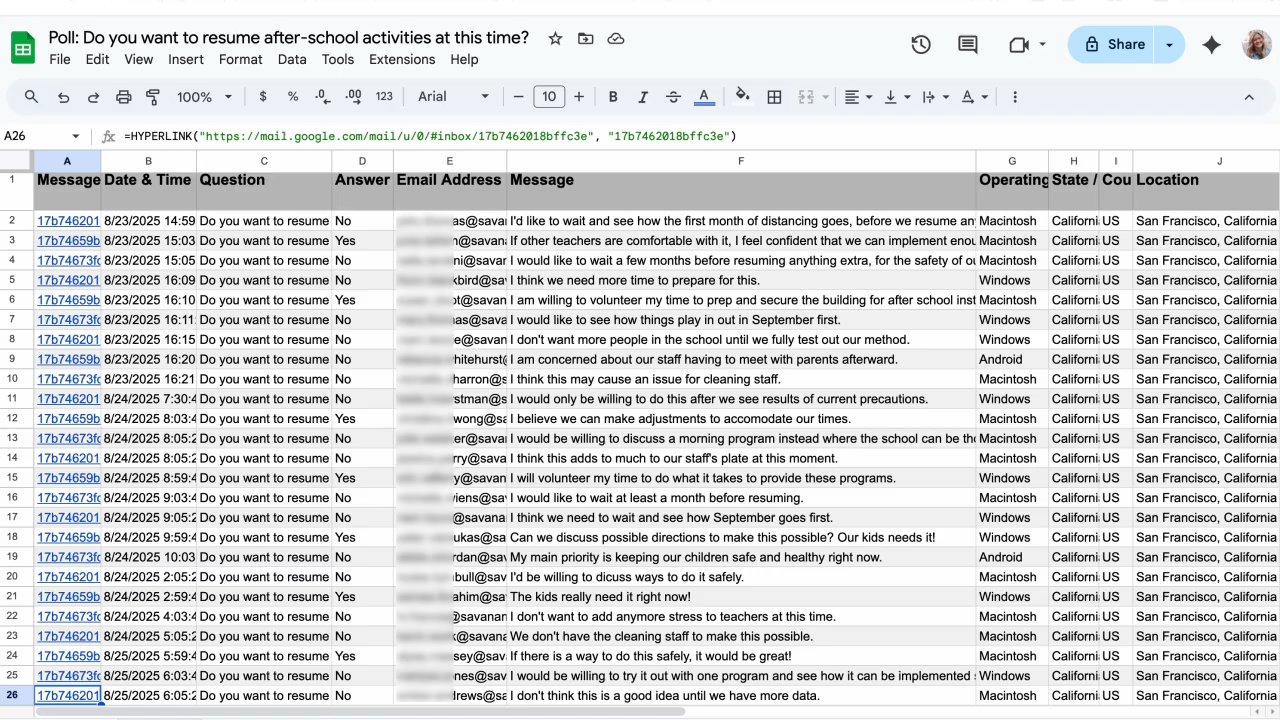 Poll: Do you want to resume after-school activities at this time?
File Edit View Insert Format Data Tools Extensions Help
Share
100% $ % .0 .00 123 Arial 10 B I S A A
A26 fx =HYPERLINK("https://mail.google.com/mail/u/0/#inbox/17b7462018bffc3e", "17b7462018bffc3e")
A B C D E F G H I J
1 Message Date & Time Question Answer Email Address Message Operating State / Cou Location
2 17b746201 8/23/2025 14:59 Do you want to resume No as@savan I'd like to wait and see how the first month of distancing goes, before we resume any Macintosh Californi US San Francisco, California
3 17b74659b 8/23/2025 15:03 Do you want to resume Yes n@savana If other teachers are comfortable with it, I feel confident that we can implement enou Macintosh Californi US San Francisco, California
4 17b74673fc 8/23/2025 15:05 Do you want to resume No ni@savan I would like to wait a few months before resuming anything extra, for the safety of ou Macintosh Californi US San Francisco, California
5 17b746201 8/23/2025 16:09 Do you want to resume No kbird@sa I think we need more time to prepare for this. Windows Californi US San Francisco, California
6 17b74659b 8/23/2025 16:10 Do you want to resume Yes ot@savan I am willing to volunteer my time to prep and secure the building for after school inst Macintosh Californi US San Francisco, California
7 17b74673fc 8/23/2025 16:11 Do you want to resume No as@sava I would like to see how things play in out in September first. Windows Californi US San Francisco, California
8 17b746201 8/23/2025 16:15 Do you want to resume No e@savan I don't want more people in the school until we fully test out our method. Windows Californi US San Francisco, California
9 17b74659b 8/23/2025 16:20 Do you want to resume No hitehurst@ I am concerned about our staff having to meet with parents afterward. Android Californi US San Francisco, California
10 17b74673fc 8/23/2025 16:21 Do you want to resume No harron@s I think this may cause an issue for cleaning staff. Macintosh Californi US San Francisco, California
11 17b746201 8/24/2025 7:30:4 Do you want to resume No stman@s I would only be willing to do this after we see results of current precautions. Windows Californi US San Francisco, California
12 17b74659b 8/24/2025 8:03:4 Do you want to resume Yes wong@sa I believe we can make adjustments to accomodate our times. Macintosh Californi US San Francisco, California
13 17b74673fc 8/24/2025 8:05:2 Do you want to resume No er@savan I would be willing to discuss a morning program instead where the school can be tho Macintosh Californi US San Francisco, California
14 17b746201 8/24/2025 8:05:2 Do you want to resume No rry@sava I think this adds to much to our staff's plate at this moment. Macintosh Californi US San Francisco, California
15 17b74659b 8/24/2025 8:59:4 Do you want to resume Yes y@savan I will volunteer my time to do what it takes to provide these programs. Windows Californi US San Francisco, California
16 17b74673fc 8/24/2025 9:03:4 Do you want to resume No viens@sav I would like to wait at least a month before resuming. Macintosh Californi US San Francisco, California
17 17b746201 8/24/2025 9:05:2 Do you want to resume No @savana I think we need to wait and see how September goes first. Windows Californi US San Francisco, California
18 17b74659b 8/24/2025 9:59:4 Do you want to resume Yes ukas@sa Can we discuss possible directions to make this possible? Our kids needs it! Windows Californi US San Francisco, California
19 17b74673fc 8/24/2025 10:03 Do you want to resume No rdan@sav My main priority is keeping our children safe and healthy right now. Android Californi US San Francisco, California
20 17b746201 8/24/2025 2:05:2 Do you want to resume No bull@sav I'd be willing to dicuss ways to do it safely. Macintosh Californi US San Francisco, California
21 17b74659b 8/24/2025 2:59:4 Do you want to resume Yes ahim@sa The kids really need it right now! Windows Californi US San Francisco, California
22 17b74673fc 8/24/2025 4:03:4 Do you want to resume No @savanan I don't want to add anymore stress to teachers at this time. Macintosh Californi US San Francisco, California
23 17b746201 8/24/2025 5:05:2 Do you want to resume No @savana We don't have the cleaning staff to make this possible. Macintosh Californi US San Francisco, California
24 17b74659b 8/25/2025 5:59:4 Do you want to resume Yes sey@sav If there is a way to do this safely, it would be great! Macintosh Californi US San Francisco, California
25 17b74673fc 8/25/2025 6:03:4 Do you want to resume No nes@sav I would be willing to try it out with one program and see how it can be implemented s Windows Californi US San Francisco, California
26 17b746201 8/25/2025 6:05:2 Do you want to resume No drews@sa I don't think this is a good idea until we have more data. Macintosh Californi US San Francisco, California